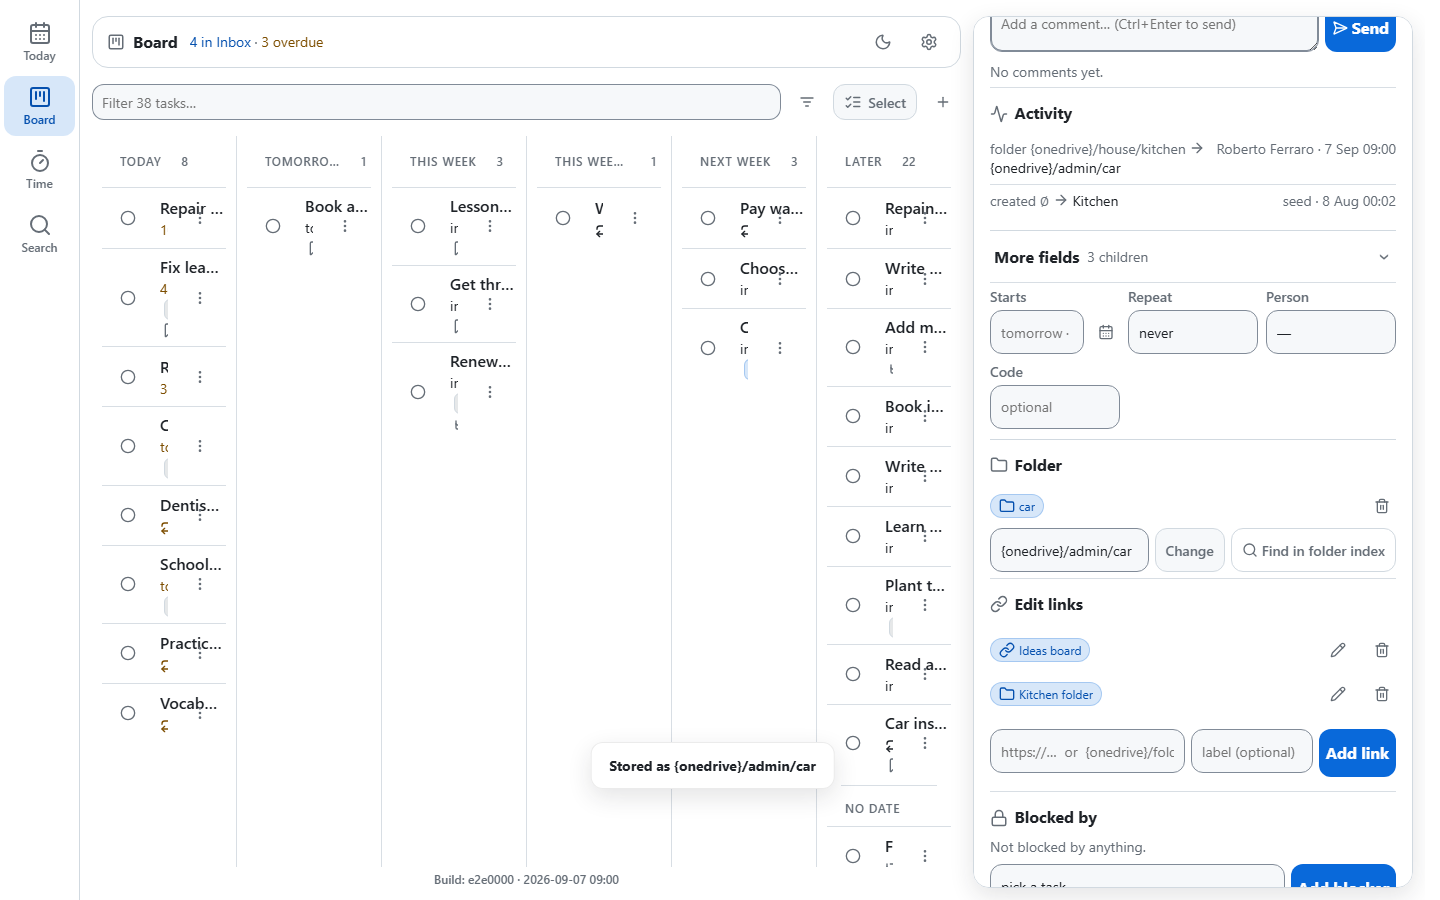 Today
Board
Time
Search
Board
4 in Inbox · 3 overdue
Filter 38 tasks...
Select
TODAY 8
Repair ...
1
Fix lea...
4
R
3
C
Dentis...
School...
Practic...
Vocab...
TOMORRO... 1
Book a...
THIS WEEK 3
Lesson...
Get thr...
Renew...
THIS WEE... 1
NEXT WEEK 3
Pay wa...
Choos...
C
LATER 22
Repain...
Write ...
Add m...
Book i...
Write ...
Learn ...
Plant t...
Read a...
Car ins...
NO DATE
F
Stored as {onedrive}/admin/car
Build: e2e0000 · 2026-09-07 09:00
Add a comment... (Ctrl+Enter to send)
Send
No comments yet.
Activity
folder {onedrive}/house/kitchen → Roberto Ferraro · 7 Sep 09:00
{onedrive}/admin/car
created ∅ → Kitchen seed · 8 Aug 00:02
More fields 3 children
Starts Repeat Person
tomorrow · never —
Code
optional
Folder
car
{onedrive}/admin/car Change Find in folder index
Edit links
Ideas board
Kitchen folder
https://... or {onedrive}/fold label (optional) Add link
Blocked by
Not blocked by anything.
pick a task
Add blocker